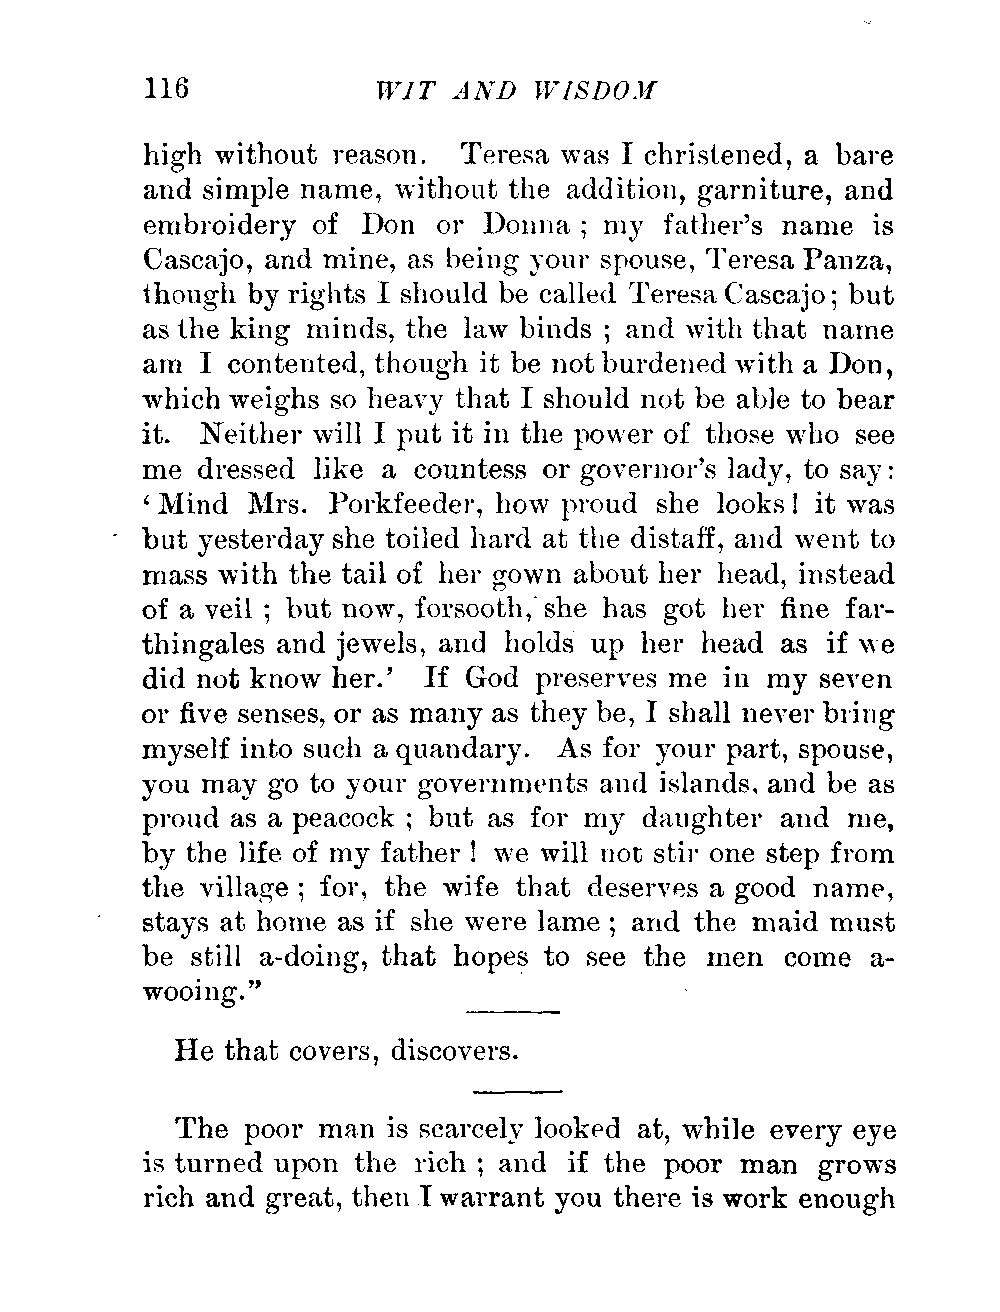 116 WIT AND WISDOM
high without reason. Teresa was I christened, a bare
and simple name, without the addition, garniture, and
embroidery of Don or Donna ; my father's name is
Cascajo, and mine, as being your spouse, Teresa Panza,
though by rights I should be called Teresa Cascajo; but
as the king minds, the law binds ; and with that name
am I contented, though it be not burdened with a Don,
which weighs so heavy that I should not be able to bear
it. Neither will I put it in the power of those who see
me dressed like a countess or governor's lady, to say:
‘ Mind Mrs. Porkfeeder, how proud she looks! it was
but yesterday she toiled hard at the distaff, and went to
mass with the tail of her gown about her head, instead
of a veil ; but now, forsooth, she has got her fine far-
thingales and jewels, and holds up her head as if we
did not know her.’ If God preserves me in my seven
or five senses, or as many as they be, I shall never bring
myself into such a quandary. As for your part, spouse,
you may go to your governments and islands, and be as
proud as a peacock ; but as for my daughter and me,
by the life of my father ! we will not stir one step from
the village ; for, the wife that deserves a good name,
stays at home as if she were lame ; and the maid must
be still a-doing, that hopes to see the men come a-
wooing.”
He that covers, discovers.
The poor man is scarcely looked at, while every eye
is turned upon the rich ; and if the poor man grows
rich and great, then I warrant you there is work enough